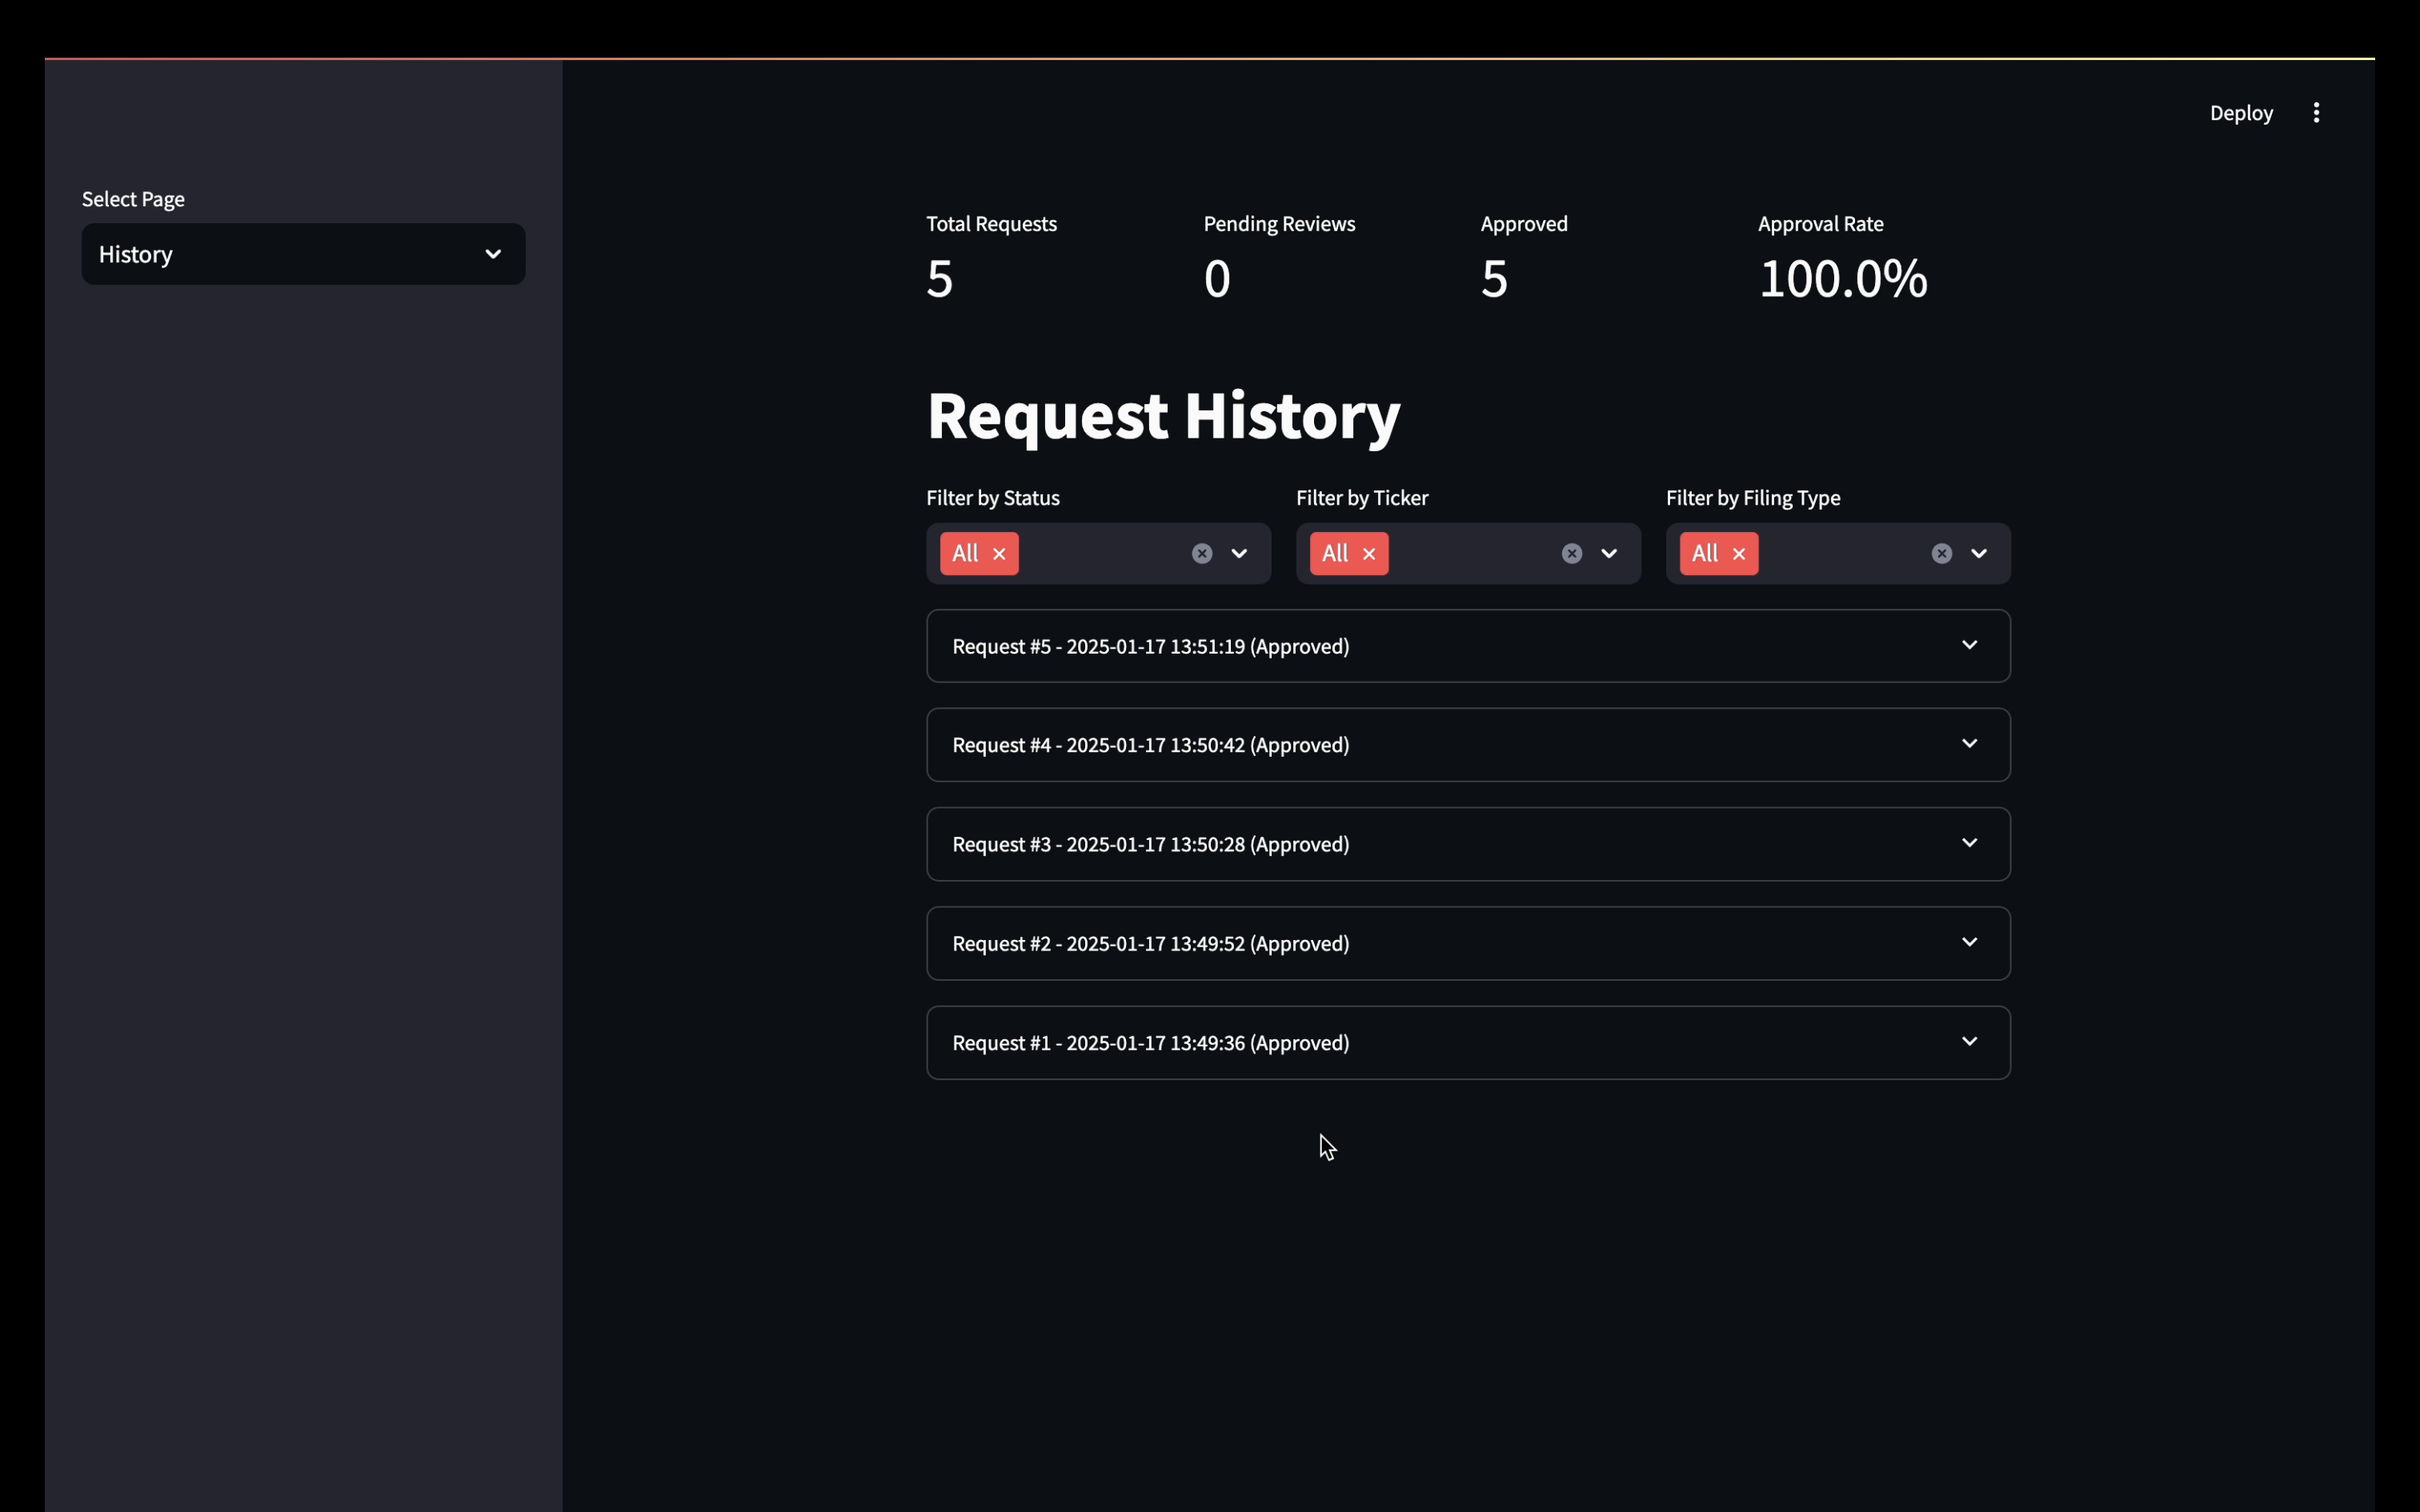 Deploy
Select Page
History
Total Requests
5
Pending Reviews
0
Approved
5
Approval Rate
100.0%
Request History
Filter by Status
All
Filter by Ticker
All
Filter by Filing Type
All
Request #5 - 2025-01-17 13:51:19 (Approved)
Request #4 - 2025-01-17 13:50:42 (Approved)
Request #3 - 2025-01-17 13:50:28 (Approved)
Request #2 - 2025-01-17 13:49:52 (Approved)
Request #1 - 2025-01-17 13:49:36 (Approved)